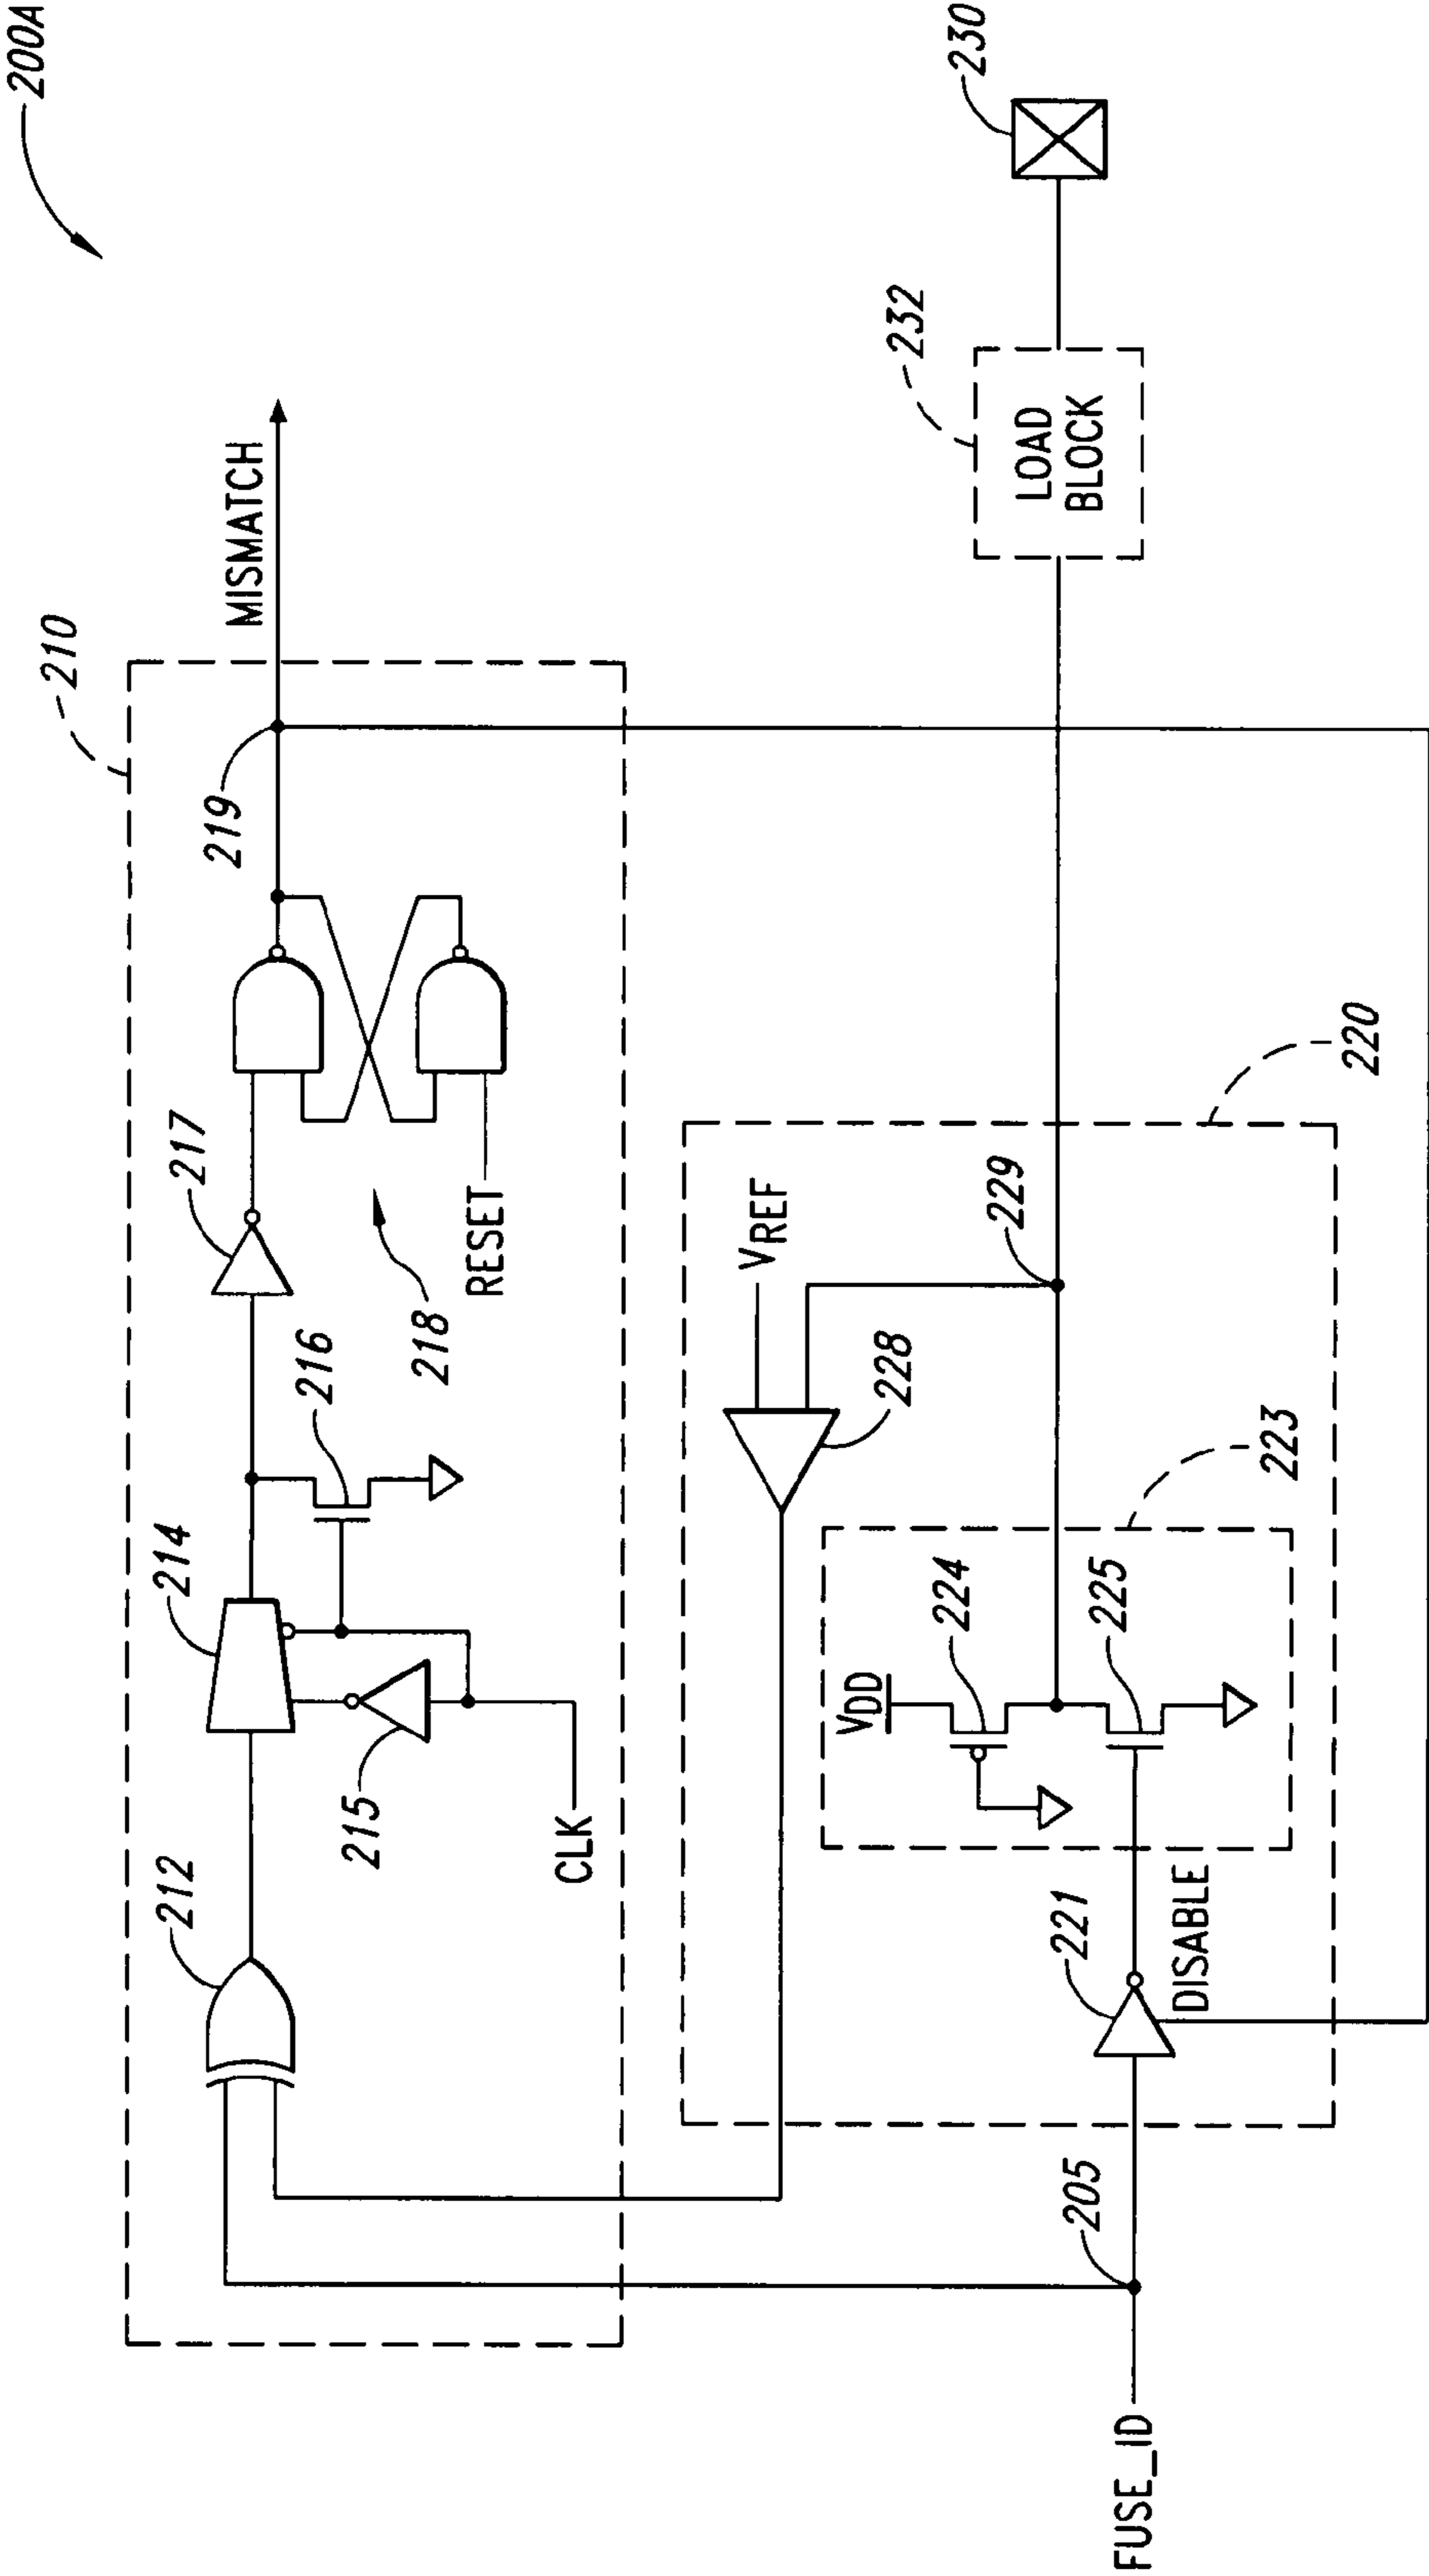 200A
210
MISMATCH
219
217
218
RESET
216
214
215
CLK
212
230
232
LOAD
BLOCK
220
VREF
229
228
223
VDD
224
225
221
DISABLE
205
FUSE_ID